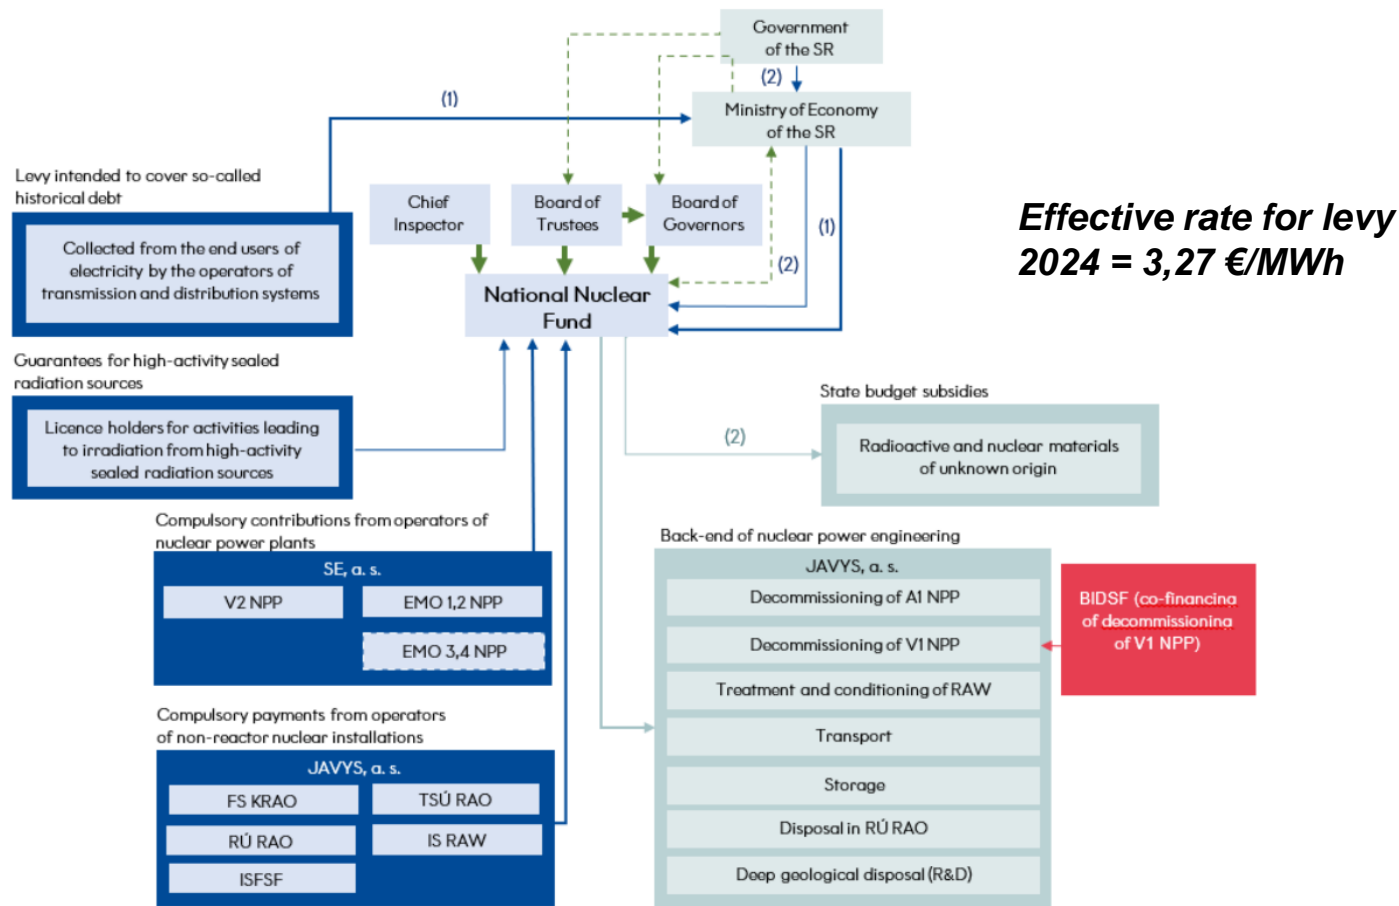 Government
of the SR
(2)
(1)
Ministry of Economy
of the SR
Levy intended to cover so-called
historical debt
Collected from the end users of
electricity by the operators of
transmission and distribution systems
Chief
Inspector
Board of
Trustees
Board of
Governors
(1)
(2)
Effective rate for levy
2024 = 3,27 €/MWh
National Nuclear
Fund
Guarantees for high-activity sealed
radiation sources
Licence holders for activities leading
to irradiation from high-activity
sealed radiation sources
State budget subsidies
(2)
Radioactive and nuclear materials
of unknown origin
Compulsory contributions from operators of
nuclear power plants
SE, a. s.
V2 NPP
EMO 1,2 NPP
EMO 3,4 NPP
Back-end of nuclear power engineering
JAVYS, a. s.
Decommissioning of A1 NPP
Decommissioning of V1 NPP
Treatment and conditioning of RAW
Transport
Storage
Disposal in RÚ RAO
Deep geological disposal (R&D)
BIDSF (co-financing
of decommissioning
of V1 NPP)
Compulsory payments from operators
of non-reactor nuclear installations
JAVYS, a. s.
FS KRAO
TSÚ RAO
RÚ RAO
IS RAW
ISFSF